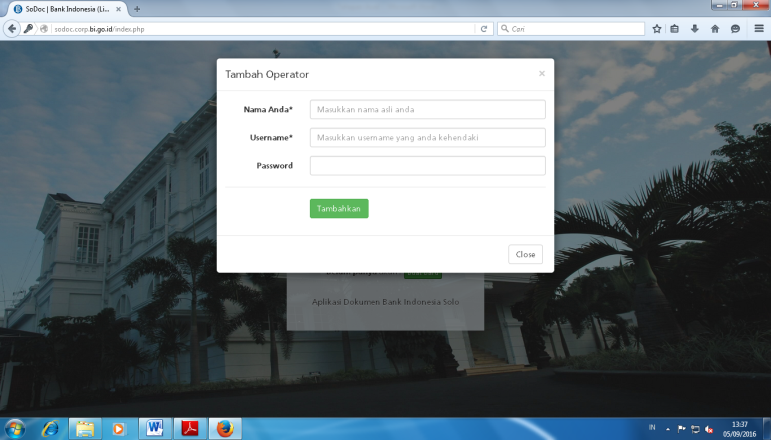 SoDoc | Bank Indonesia (Li...
sodoc.corp.bi.go.id/index.php
Cari
Tambah Operator
Nama Anda*
Masukkan nama asli anda
Username*
Masukkan username yang anda kehendaki
Password
Tambahkan
Close
Aplikasi Dokumen Bank Indonesia Solo
IN
13:37
05/09/2016